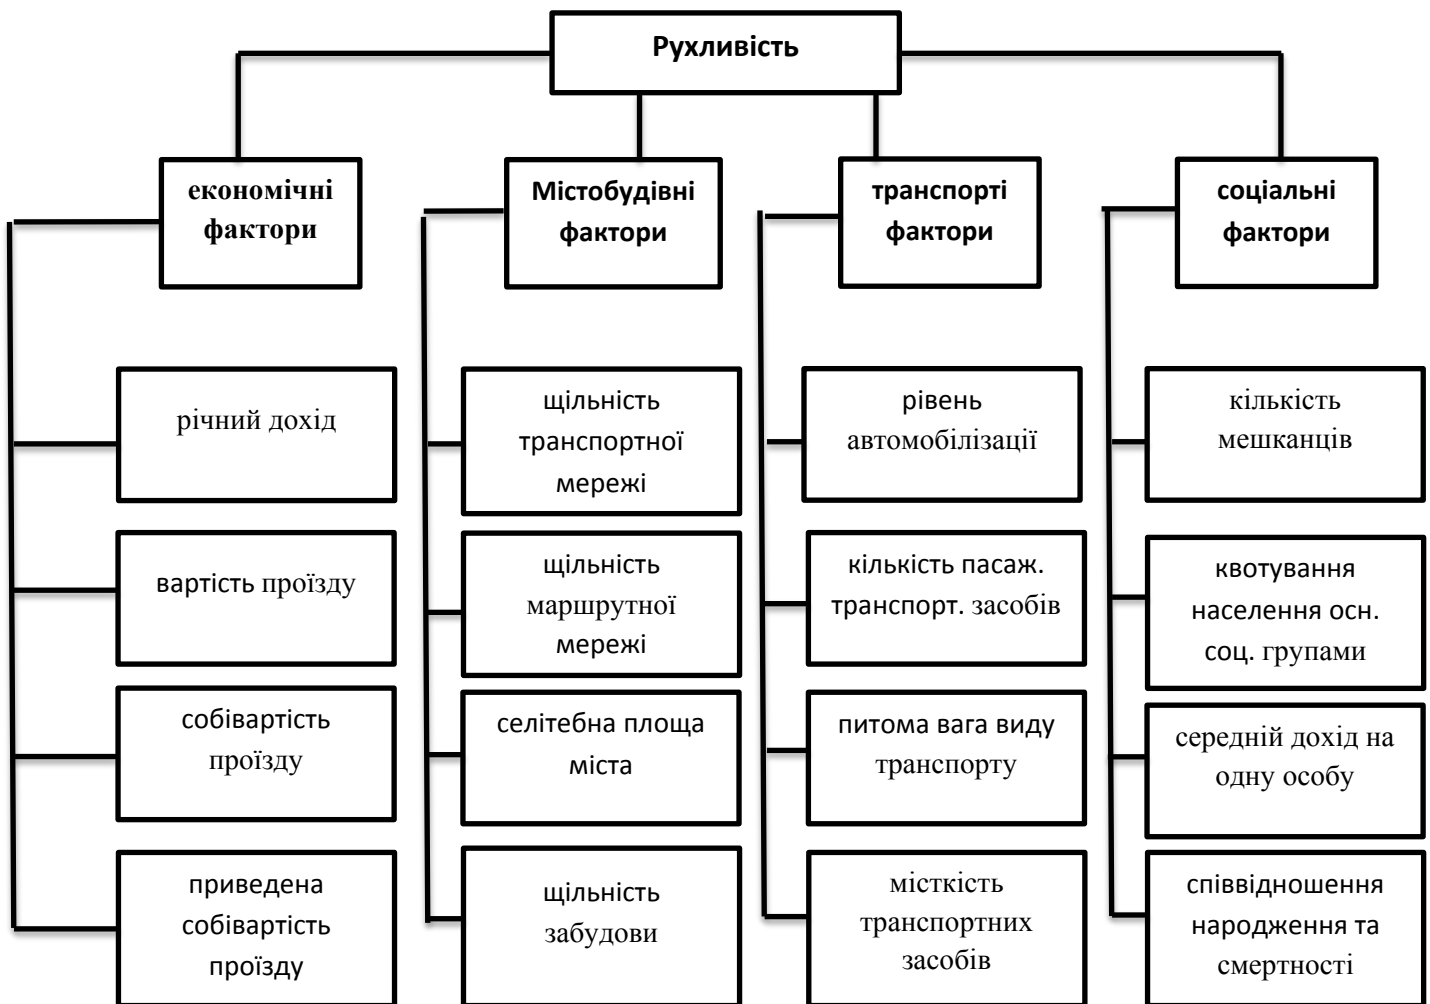 Рухливість
економічні
фактори
Містобудівні
фактори
транспорті
фактори
соціальні
фактори
річний дохід
вартість проїзду
собівартість
проїзду
приведена
собівартість
проїзду
щільність
транспортної
мережі
щільність
маршрутної
мережі
селітебна площа
міста
щільність
забудови
рівень
автомобілізації
кількість пасаж.
транспорт. засобів
питома вага виду
транспорту
місткість
транспортних
засобів
кількість
мешканців
квотування
населення осн.
соц. групами
середній дохід на
одну особу
співвідношення
народження та
смертності